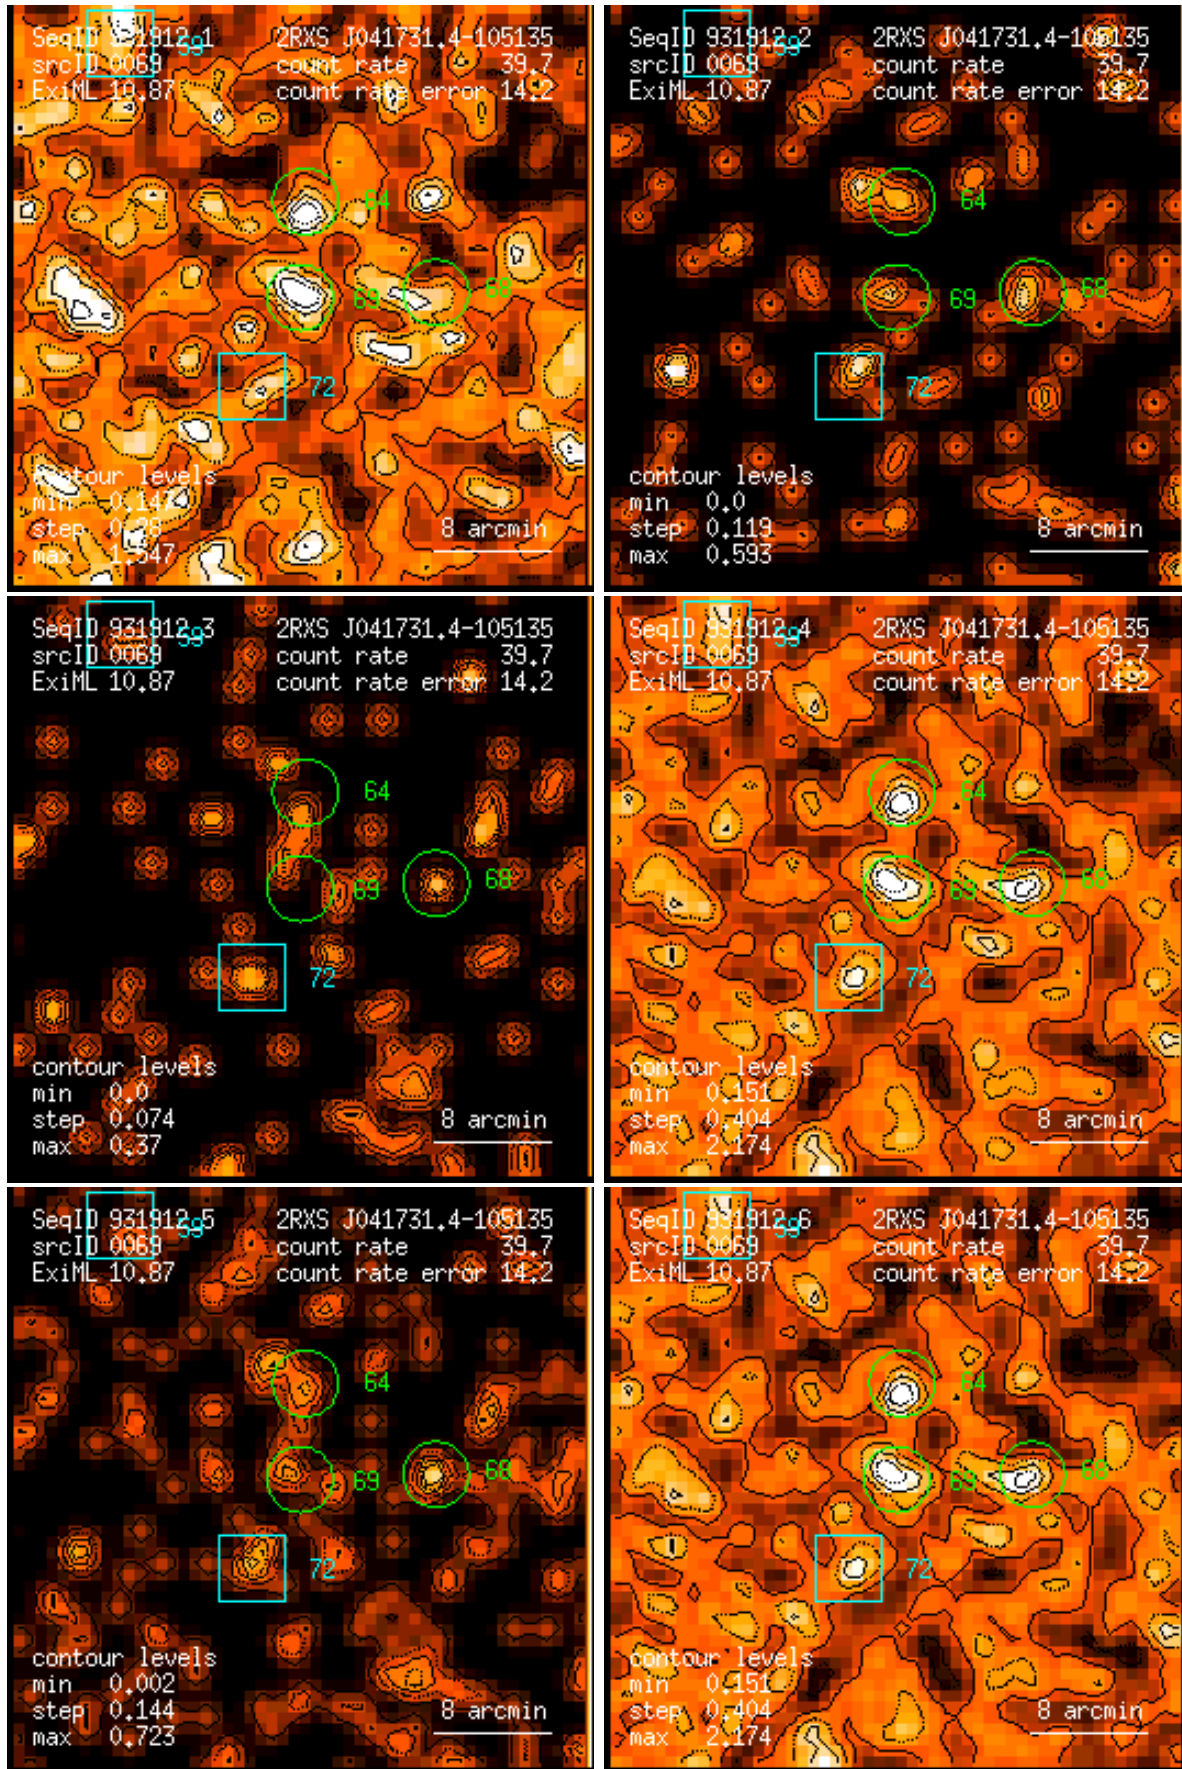 SeqID 931912_1 2RXS J041731.4-105135
59
srcID 0069 count rate 39.7
ExiML 10.87 count rate error 14.2
64
69
68
72
contour levels
min 0.1474
step 0.28
max 1.547
8 arcmin
SeqID 931912_2 2RXS J041731.4-105135
59
srcID 0069 count rate 39.7
ExiML 10.87 count rate error 14.2
64
69
68
72
contour levels
min 0.0
step 0.119
max 0.593
8 arcmin
SeqID 931912_3 2RXS J041731.4-105135
59
srcID 0069 count rate 39.7
ExiML 10.87 count rate error 14.2
64
69
68
72
contour levels
min 0.0
step 0.074
max 0.37
8 arcmin
SeqID 931912_4 2RXS J041731.4-105135
59
srcID 0069 count rate 39.7
ExiML 10.87 count rate error 14.2
64
69
68
72
contour levels
min 0.151
step 0.404
max 2.174
8 arcmin
SeqID 931912_5 2RXS J041731.4-105135
59
srcID 0069 count rate 39.7
ExiML 10.87 count rate error 14.2
64
69
68
72
contour levels
min 0.002
step 0.144
max 0.723
8 arcmin
SeqID 931912_6 2RXS J041731.4-105135
59
srcID 0069 count rate 39.7
ExiML 10.87 count rate error 14.2
64
69
68
72
contour levels
min 0.151
step 0.404
max 2.174
8 arcmin